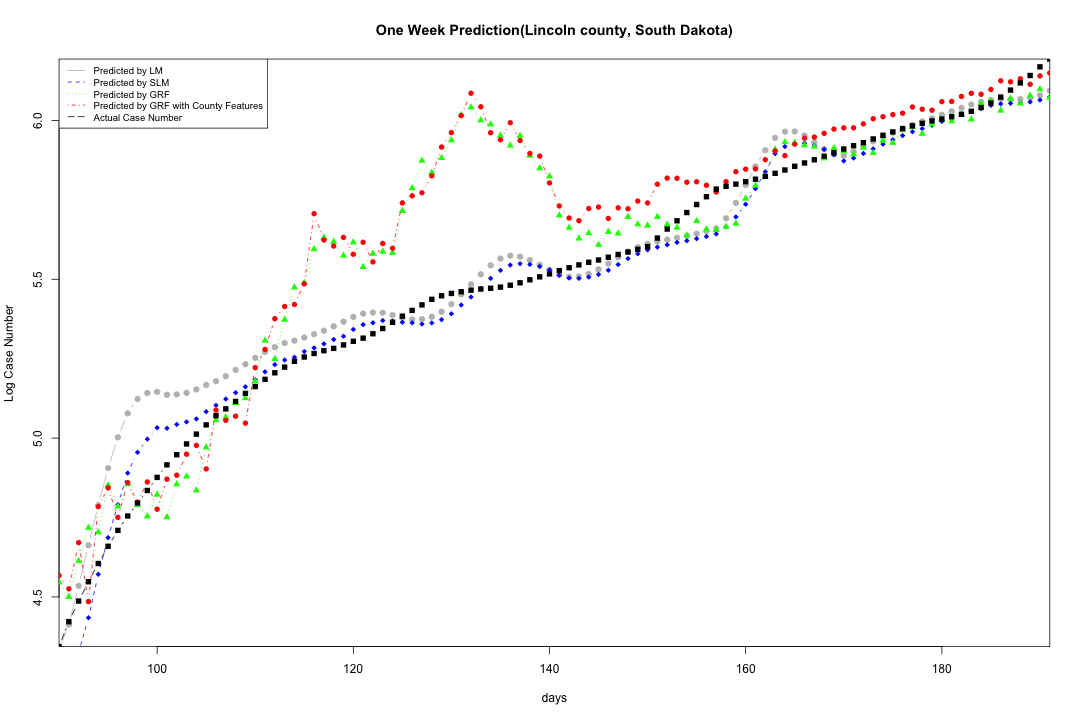 One Week Prediction(Lincoln county, South Dakota)
Predicted by LM
Predicted by SLM
Predicted by GRF
Predicted by GRF with County Features
Actual Case Number
6.0
5.5
5.0
4.5
Log Case Number
100 120 140 160 180
days